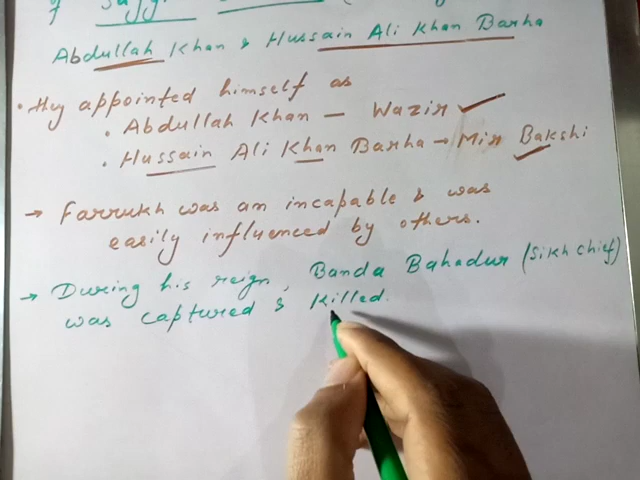 of Sayy
Abdullah Khan & Hussain Ali Khan Barha
• They appointed himself as
• Abdullah Khan — Wazir ✓
• Hussain Ali Khan Barha → Mir Bakshi
→ Farrukh was an incapable & was
easily influenced by others.
→ During his reign, Banda Bahadur (Sikh chief)
was captured & killed.